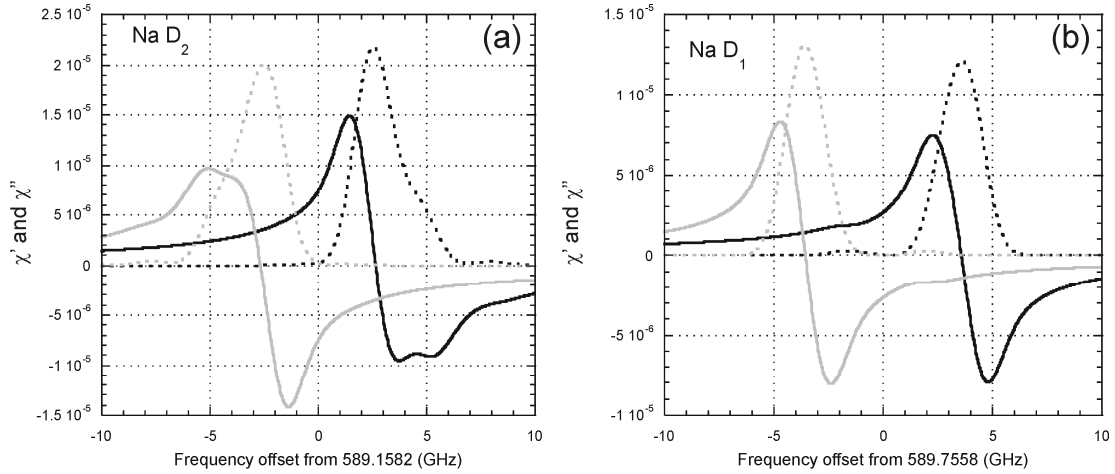 Na D2
(a)
χ' and χ"
2.5 10-5
2 10-5
1.5 10-5
1 10-5
5 10-6
0
-5 10-6
-1 10-5
-1.5 10-5
-10 -5 0 5 10
Frequency offset from 589.1582 (GHz)
Na D1
(b)
χ' and χ"
1.5 10-5
1 10-5
5 10-6
0
-5 10-6
-1 10-5
-10 -5 0 5 10
Frequency offset from 589.7558 (GHz)